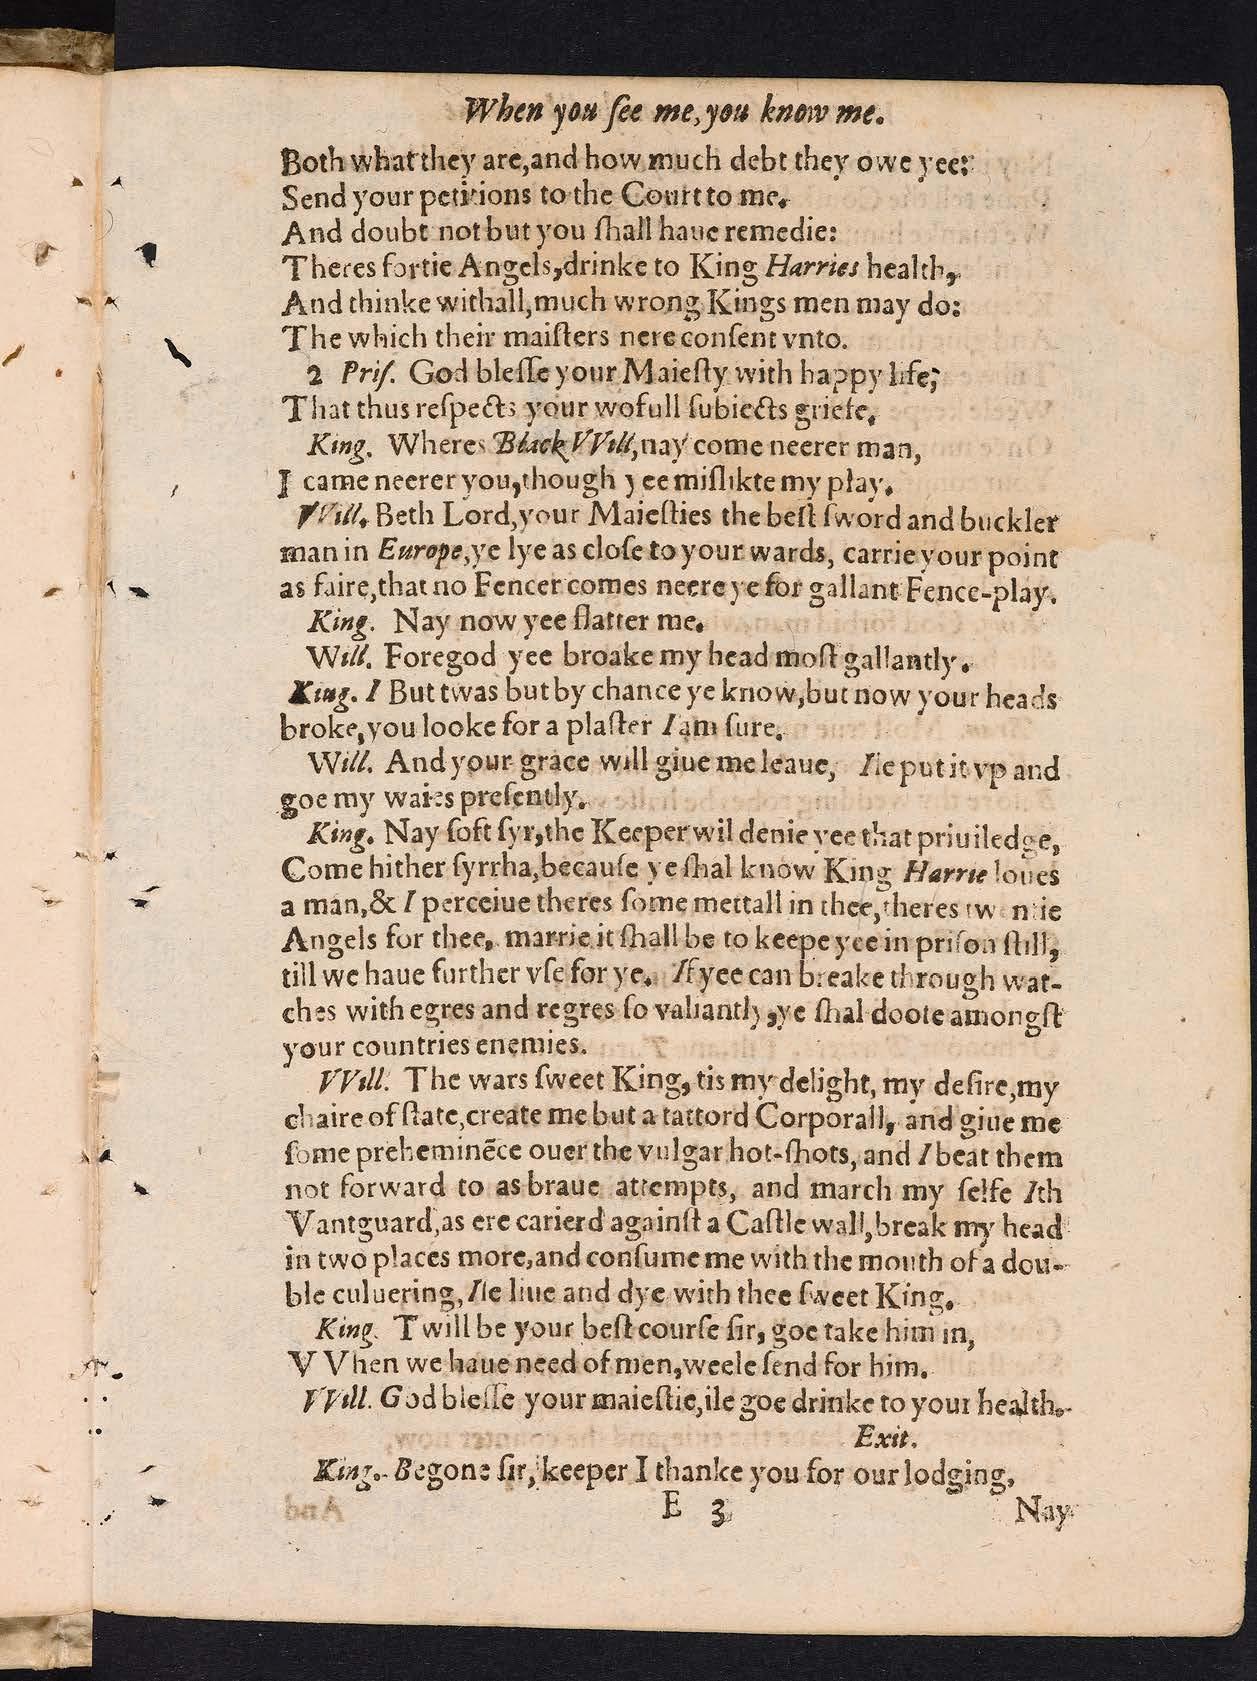 When you ſee me, you know me.
Both what they are, and how much debt they owe yee:
Send your petitions to the Court to me.
And doubt not but you ſhall haue remedie:
Theres fortie Angels, drinke to King Harries health,
And thinke withall, much wrong Kings men may do:
The which their maiſters nere conſent vnto.
2 Priſ. God bleſſe your Maieſty with happy life,
That thus reſpects your wofull ſubiects griefe.
King. Wheres Black VVill, nay come neerer man,
I came neerer you, though yee miſlikte my play.
VVill. Beth Lord, your Maieſties the beſt ſword and buckler
man in Europe, ye lye as cloſe to your wards, carrie your point
as faire, that no Fencer comes neere ye for gallant Fence-play.
King. Nay now yee flatter me.
Will. Foregod yee broake my head moſt gallantly.
King. I But twas but by chance ye know, but now your heads
broke, you looke for a plaſter I am ſure.
Will. And your grace will giue me leaue, Ile put it vp and
goe my waies preſently.
King. Nay ſoft ſyr, the Keeper wil denie yee that priuiledge,
Come hither ſyrrha, becauſe ye ſhal know King Harrie loues
a man, & I perceiue theres ſome mettall in thee, theres twentie
Angels for thee, marrie it ſhall be to keepe yee in priſon ſtill,
till we haue further vſe for ye. If yee can breake through wat-
ches with egres and regres ſo valiantly, ye ſhal doote amongſt
your countries enemies.
VVill. The wars ſweet King, tis my delight, my deſire, my
chaire of ſtate, create me but a tattord Corporall, and giue me
ſome preheminẽce ouer the vulgar hot-ſhots, and I beat them
not forward to as braue attempts, and march my ſelfe Ith
Vantguard, as ere carierd againſt a Caſtle wall, break my head
in two places more, and conſume me with the mouth of a dou-
ble culuering, Ile liue and dye with thee ſweet King.
King. T will be your beſt courſe ſir, goe take him in,
VVhen we haue need of men, weele ſend for him.
VVill. God bleſſe your maieſtie, ile goe drinke to your health.
Exit.
King. Begone ſir, keeper I thanke you for our lodging,
E 3 Nay